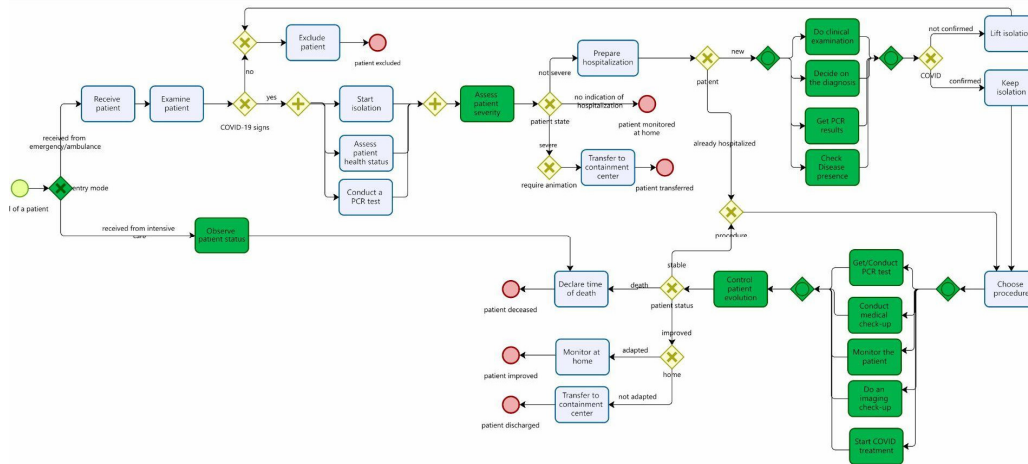 Exclude
patient
patient excluded
no
Receive
patient
Examine
patient
yes
COVID-19 signs
received from
emergency/ambulance
entry mode
l of a patient
received from intensive
care
Observe
patient status
Start
isolation
Assess
patient
health status
Conduct a
PCR test
Assess
patient
severity
not severe
patient state
severe
require animation
Prepare
hospitalization
no indication of
hospitalization
patient monitored
at home
Transfer to
containment
center
patient transferred
patient
new
already hospitalized
procedure
Do clinical
examination
Decide on
the diagnosis
Get PCR
results
Check
Disease
presence
COVID
not confirmed
confirmed
Lift isolation
Keep
isolation
Choose
procedure
Get/Conduct
PCR test
Conduct
medical
check-up
Monitor the
patient
Do an
imaging
check-up
Start COVID
treatment
Control
patient
evolution
stable
patient status
death
Declare time
of death
patient deceased
improved
home
adapted
Monitor at
home
patient improved
not adapted
Transfer to
containment
center
patient discharged